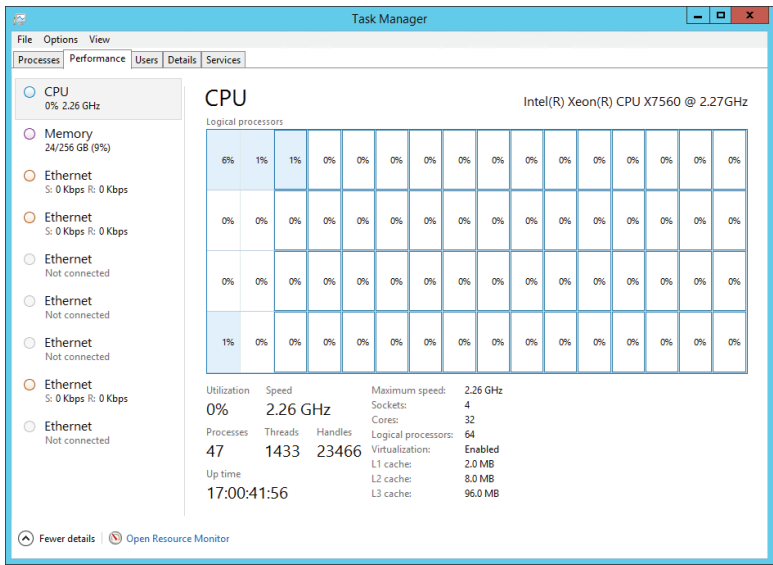 Task Manager
File Options View
Processes Performance Users Details Services
CPU
0% 2.26 GHz
Memory
24/256 GB (9%)
Ethernet
S: 0 Kbps R: 0 Kbps
Ethernet
S: 0 Kbps R: 0 Kbps
Ethernet
Not connected
Ethernet
Not connected
Ethernet
Not connected
Ethernet
S: 0 Kbps R: 0 Kbps
Ethernet
Not connected
CPU Intel(R) Xeon(R) CPU X7560 @ 2.27GHz
Logical processors
6% 1% 1% 0% 0% 0% 0% 0% 0% 0% 0% 0% 0% 0% 0% 0%
0% 0% 0% 0% 0% 0% 0% 0% 0% 0% 0% 0% 0% 0% 0% 0%
0% 0% 0% 0% 0% 0% 0% 0% 0% 0% 0% 0% 0% 0% 0% 0%
1% 0% 0% 0% 0% 0% 0% 0% 0% 0% 0% 0% 0% 0% 0% 0%
Utilization Speed
0% 2.26 GHz
Processes Threads Handles
47 1433 23466
Up time
17:00:41:56
Maximum speed: 2.26 GHz
Sockets: 4
Cores: 32
Logical processors: 64
Virtualization: Enabled
L1 cache: 2.0 MB
L2 cache: 8.0 MB
L3 cache: 96.0 MB
Fewer details Open Resource Monitor